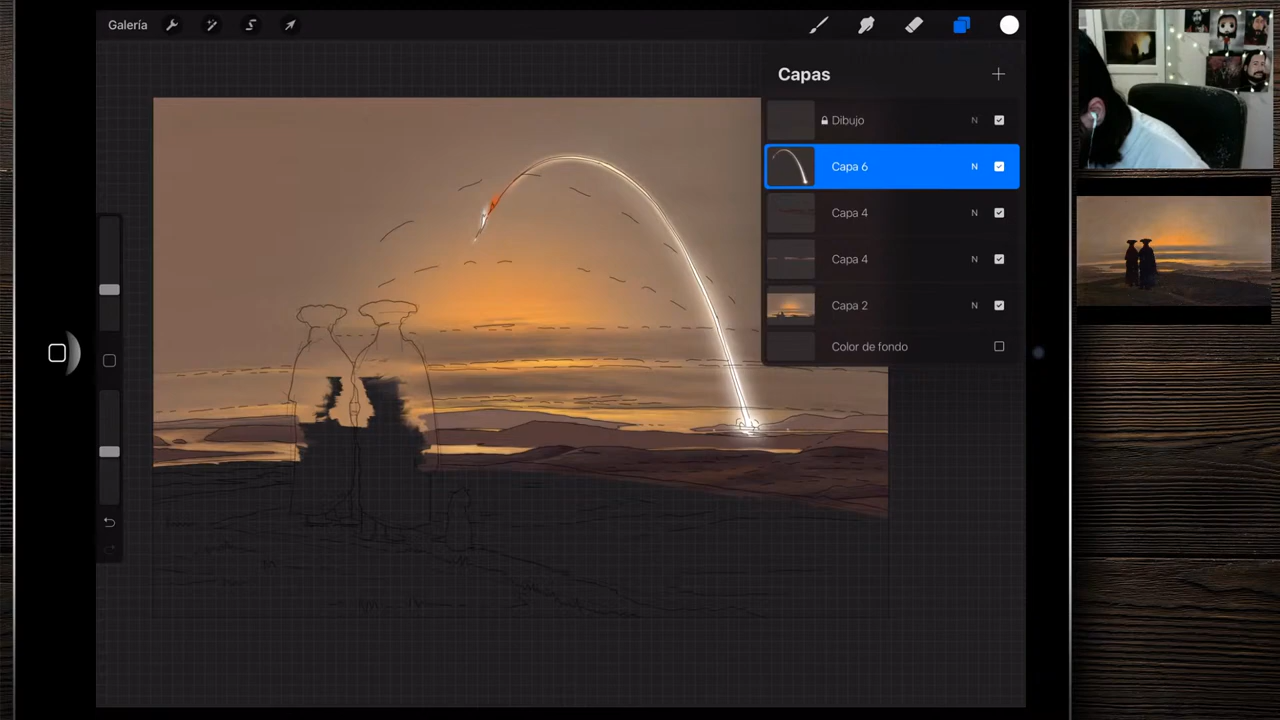 Galería
Capas
Dibujo N
Capa 6 N
Capa 4 N
Capa 4 N
Capa 2 N
Color de fondo